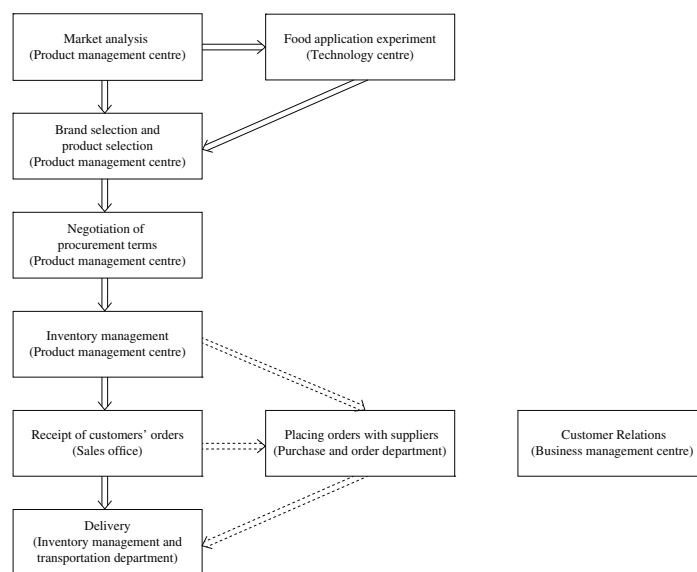 Market analysis
(Product management centre)
Food application experiment
(Technology centre)
Brand selection and
product selection
(Product management centre)
Negotiation of
procurement terms
(Product management centre)
Inventory management
(Product management centre)
Receipt of customers’ orders
(Sales office)
Placing orders with suppliers
(Purchase and order department)
Customer Relations
(Business management centre)
Delivery
(Inventory management and
transportation department)